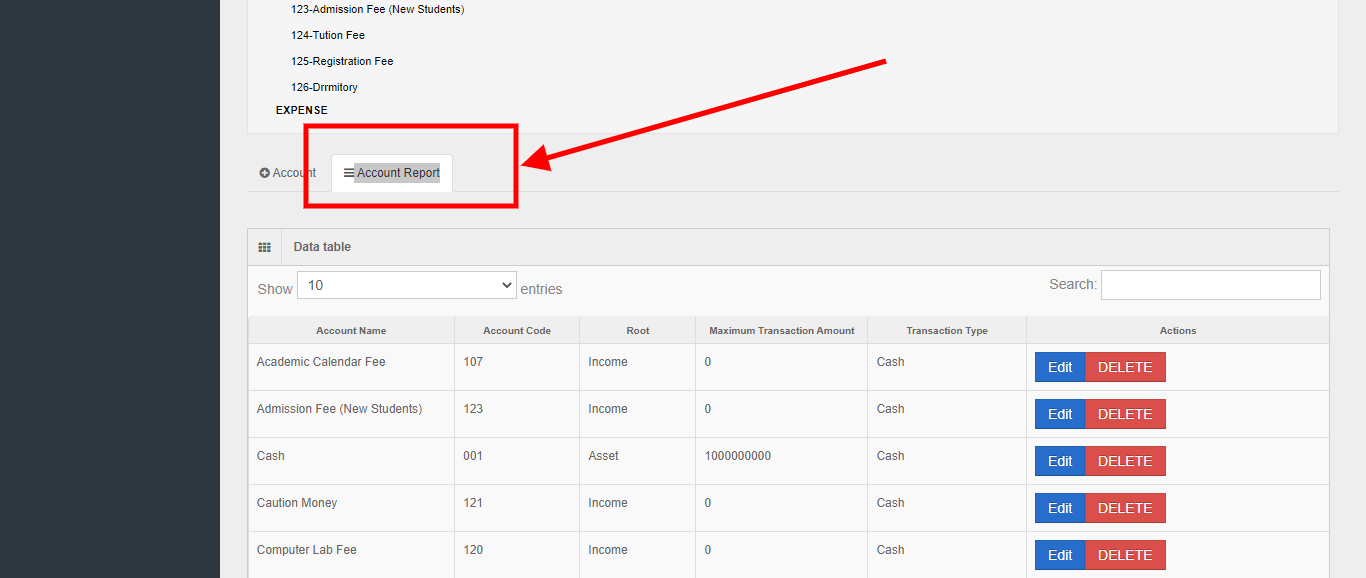 123-Admission Fee (New Students)
124-Tution Fee
125-Registration Fee
126-Drrmitory
EXPENSE
Account Account Report
Data table
Show 10 entries Search:
Account Name Account Code Root Maximum Transaction Amount Transaction Type Actions
Academic Calendar Fee 107 Income 0 Cash Edit DELETE
Admission Fee (New Students) 123 Income 0 Cash Edit DELETE
Cash 001 Asset 1000000000 Cash Edit DELETE
Caution Money 121 Income 0 Cash Edit DELETE
Computer Lab Fee 120 Income 0 Cash Edit DELETE